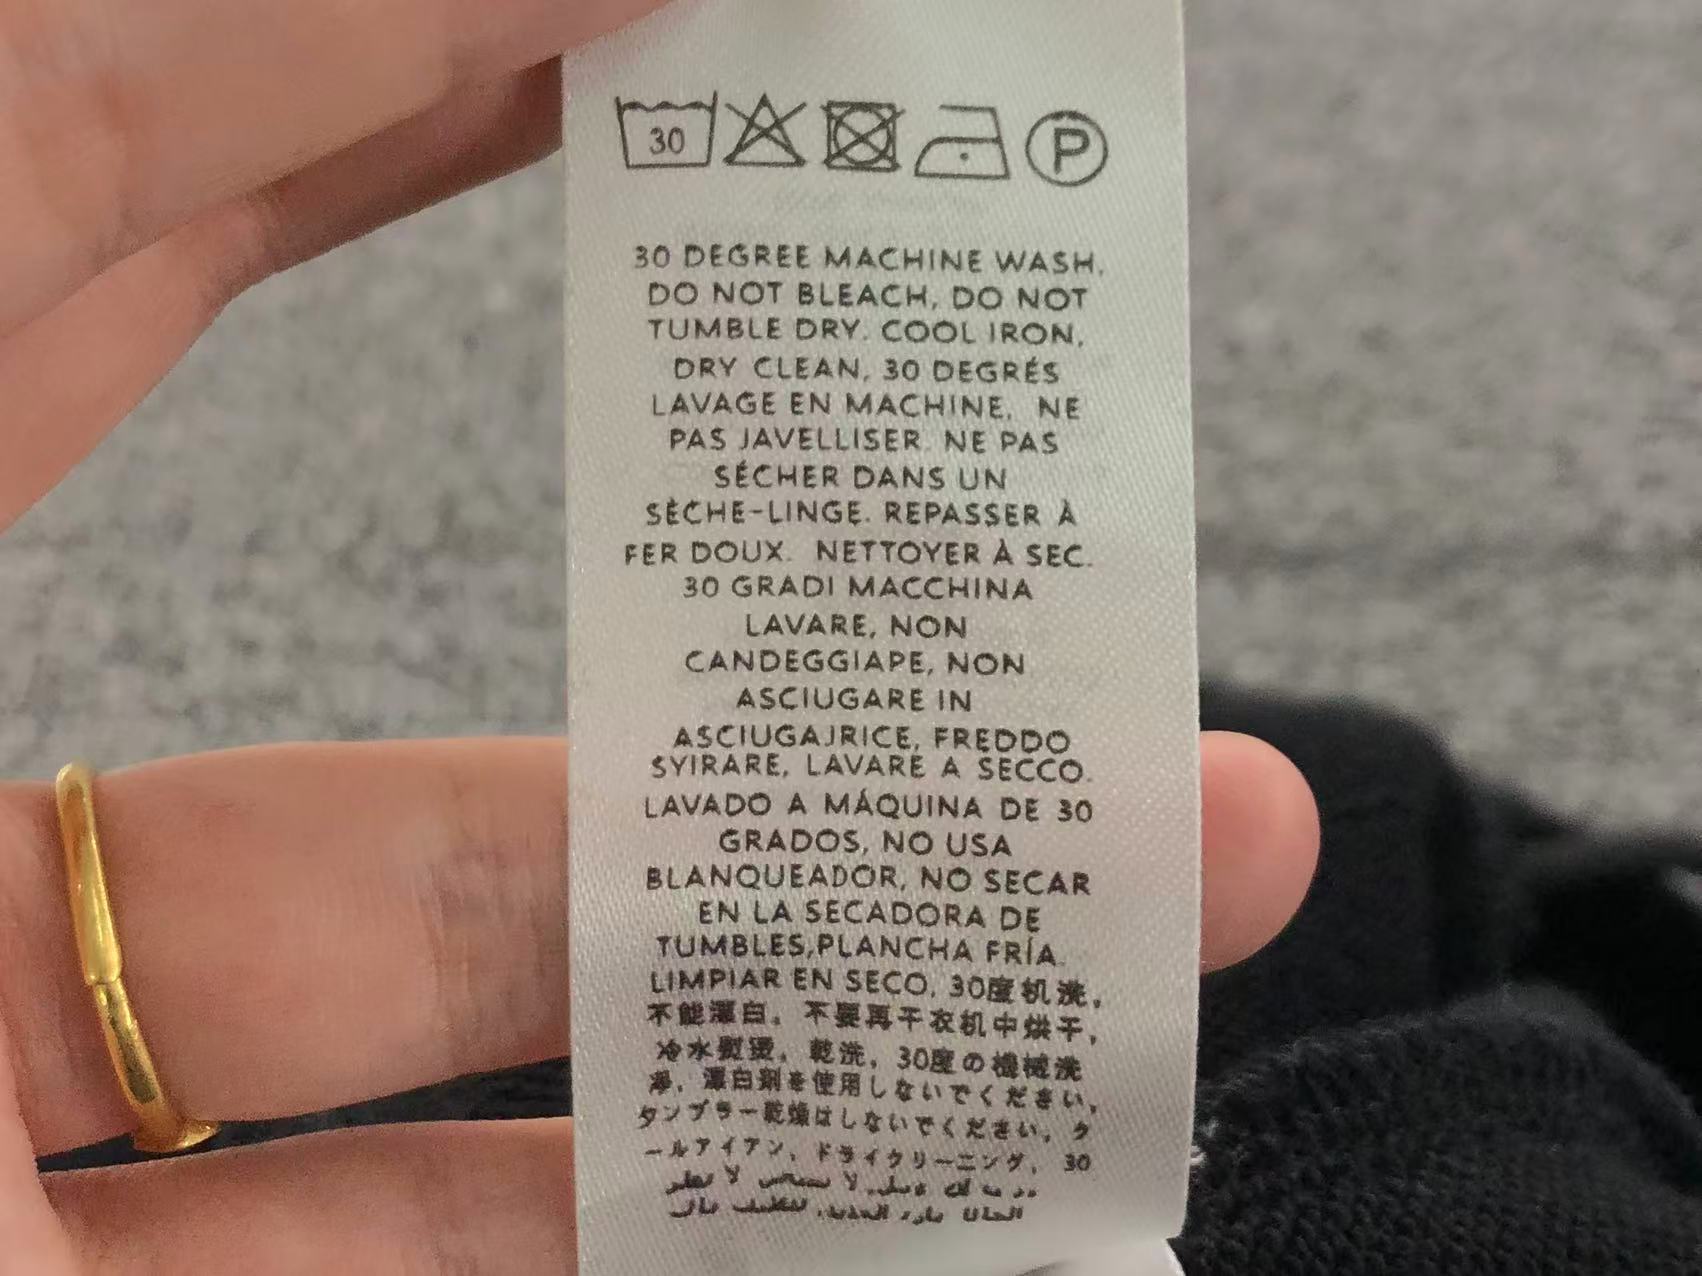 30
P
30 DEGREE MACHINE WASH,
DO NOT BLEACH, DO NOT
TUMBLE DRY. COOL IRON,
DRY CLEAN, 30 DEGRÉS
LAVAGE EN MACHINE, NE
PAS JAVELLISER. NE PAS
SÉCHER DANS UN
SÈCHE-LINGE. REPASSER À
FER DOUX. NETTOYER À SEC.
30 GRADI MACCHINA
LAVARE, NON
CANDEGGIAPE, NON
ASCIUGARE IN
ASCIUGAJRICE, FREDDO
SYIRARE, LAVARE A SECCO.
LAVADO A MÁQUINA DE 30
GRADOS, NO USA
BLANQUEADOR, NO SECAR
EN LA SECADORA DE
TUMBLES,PLANCHA FRÍA.
LIMPIAR EN SECO, 30度机洗,
不能漂白, 不要再干衣机中烘干,
冷水熨烫, 乾洗, 30度の機械洗
浄, 漂白剤を使用しないでください,
タンブラー乾燥はしないでください, ク
ールアイアン, ドライクリーニング, 30